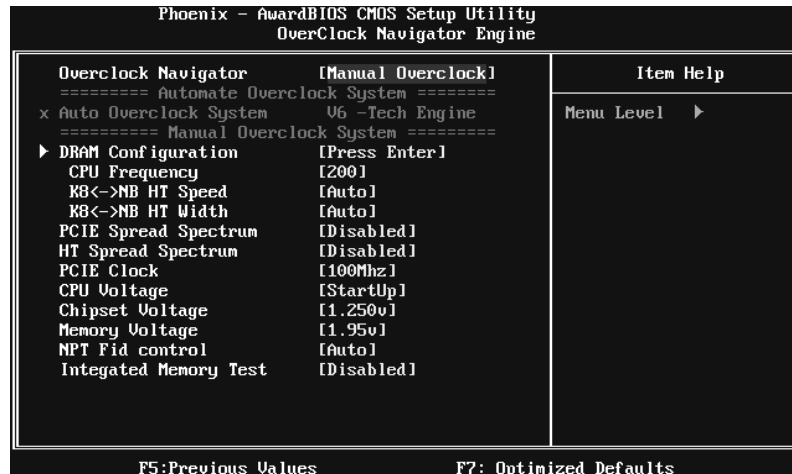 Phoenix - AwardBIOS CMOS Setup Utility
OverClock Navigator Engine
Overclock Navigator [Manual Overclock] Item Help
========= Automate Overclock System ========
x Auto Overclock System V6 -Tech Engine Menu Level ▶
========== Manual Overclock System =========
▶ DRAM Configuration [Press Enter]
CPU Frequency [200]
K8<->NB HT Speed [Auto]
K8<->NB HT Width [Auto]
PCIE Spread Spectrum [Disabled]
HT Spread Spectrum [Disabled]
PCIE Clock [100Mhz]
CPU Voltage [StartUp]
Chipset Voltage [1.250v]
Memory Voltage [1.95v]
NPT Fid control [Auto]
Integated Memory Test [Disabled]
F5:Previous Values F7: Optimized Defaults